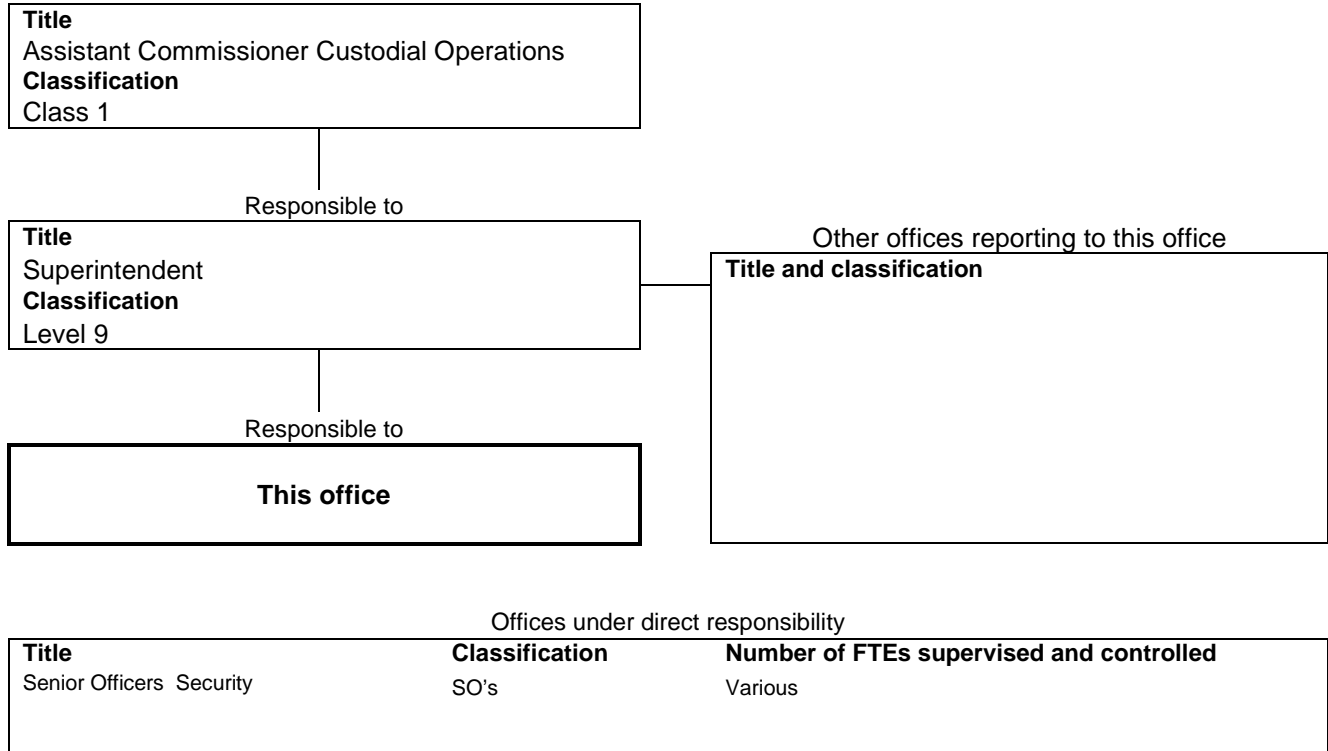 Title
Assistant Commissioner Custodial Operations
Classification
Class 1
Responsible to
Title
Superintendent
Classification
Level 9
Other offices reporting to this office
Title and classification
Responsible to
This office
Offices under direct responsibility
Title Classification Number of FTEs supervised and controlled
Senior Officers Security SO's Various